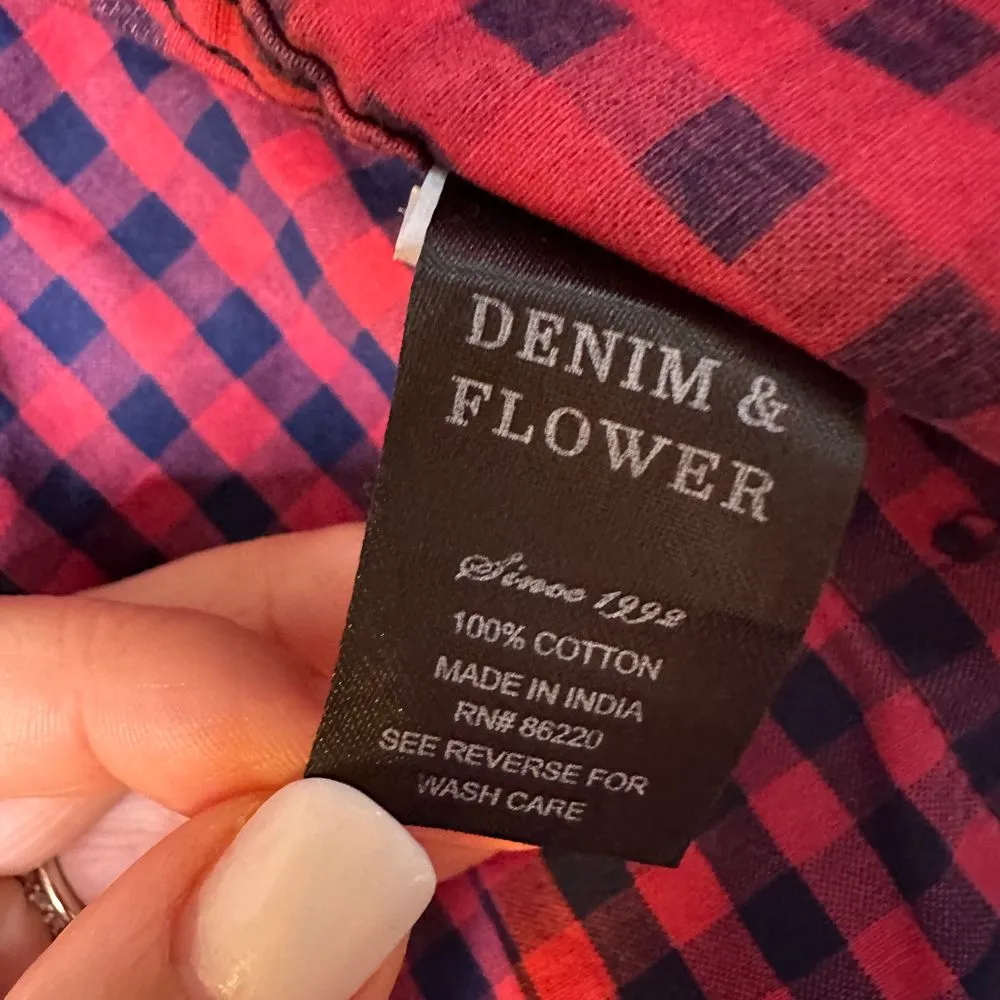 DENIM &
FLOWER
Since 1992
100% COTTON
MADE IN INDIA
RN# 86220
SEE REVERSE FOR
WASH CARE